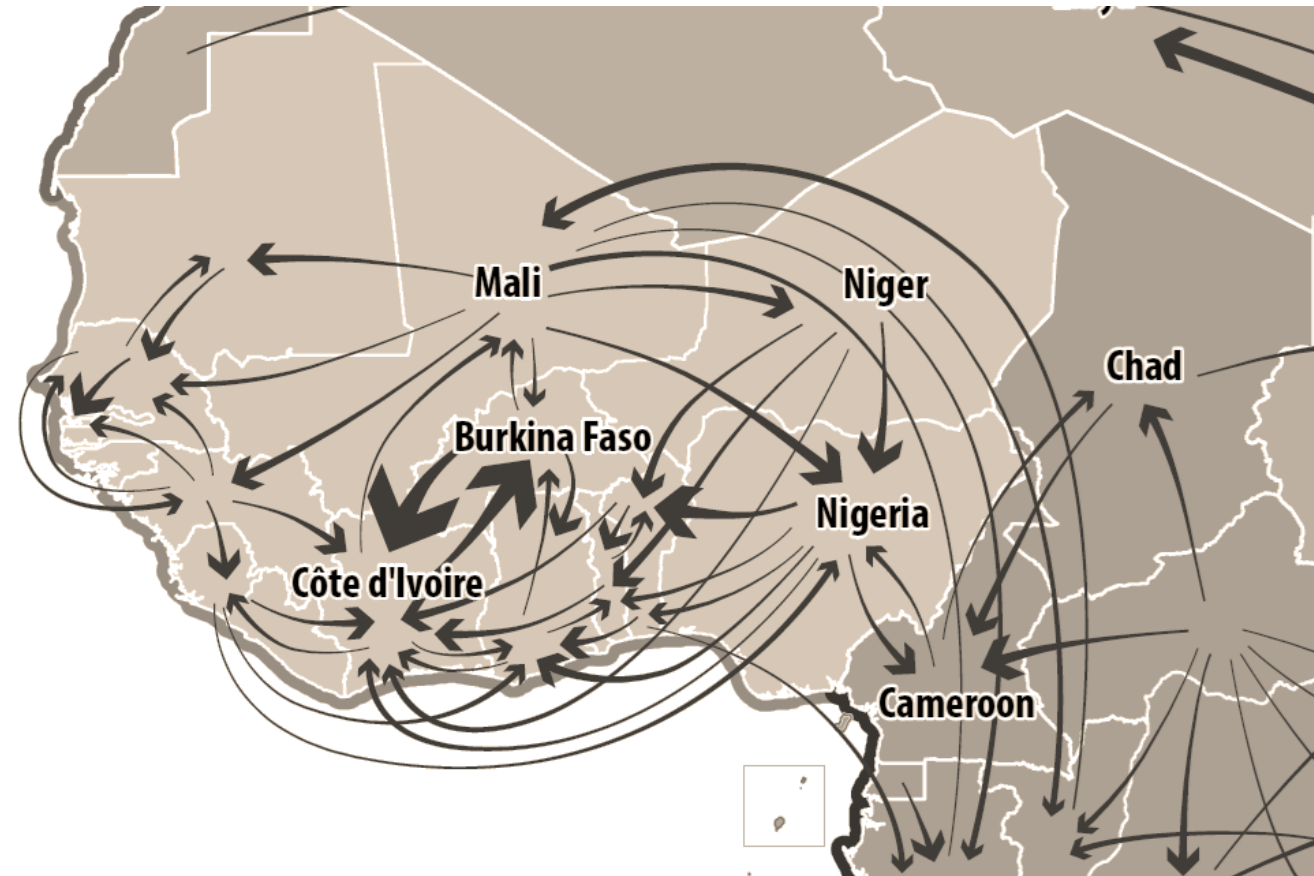 Mali
Niger
Chad
Burkina Faso
Nigeria
Côte d'Ivoire
Cameroon